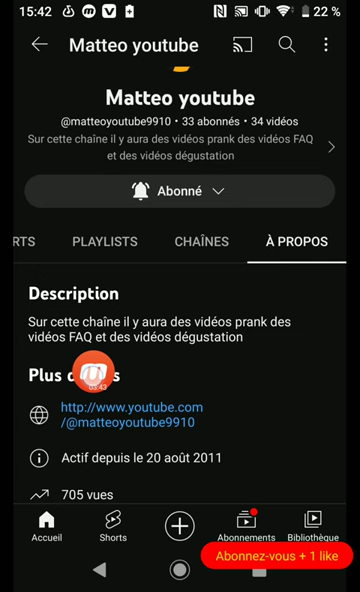 15:42
22 %
Matteo youtube
Matteo youtube
@matteoyoutube9910 • 33 abonnés • 34 vidéos
Sur cette chaîne il y aura des vidéos prank des vidéos FAQ
et des vidéos dégustation
Abonné
RTS PLAYLISTS CHAÎNES À PROPOS
Description
Sur cette chaîne il y aura des vidéos prank des
vidéos FAQ et des vidéos dégustation
Plus d s
03:43
http://www.youtube.com
/@matteoyoutube9910
Actif depuis le 20 août 2011
705 vues
Accueil Shorts Abonnements Bibliothèque
Abonnez-vous + 1 like